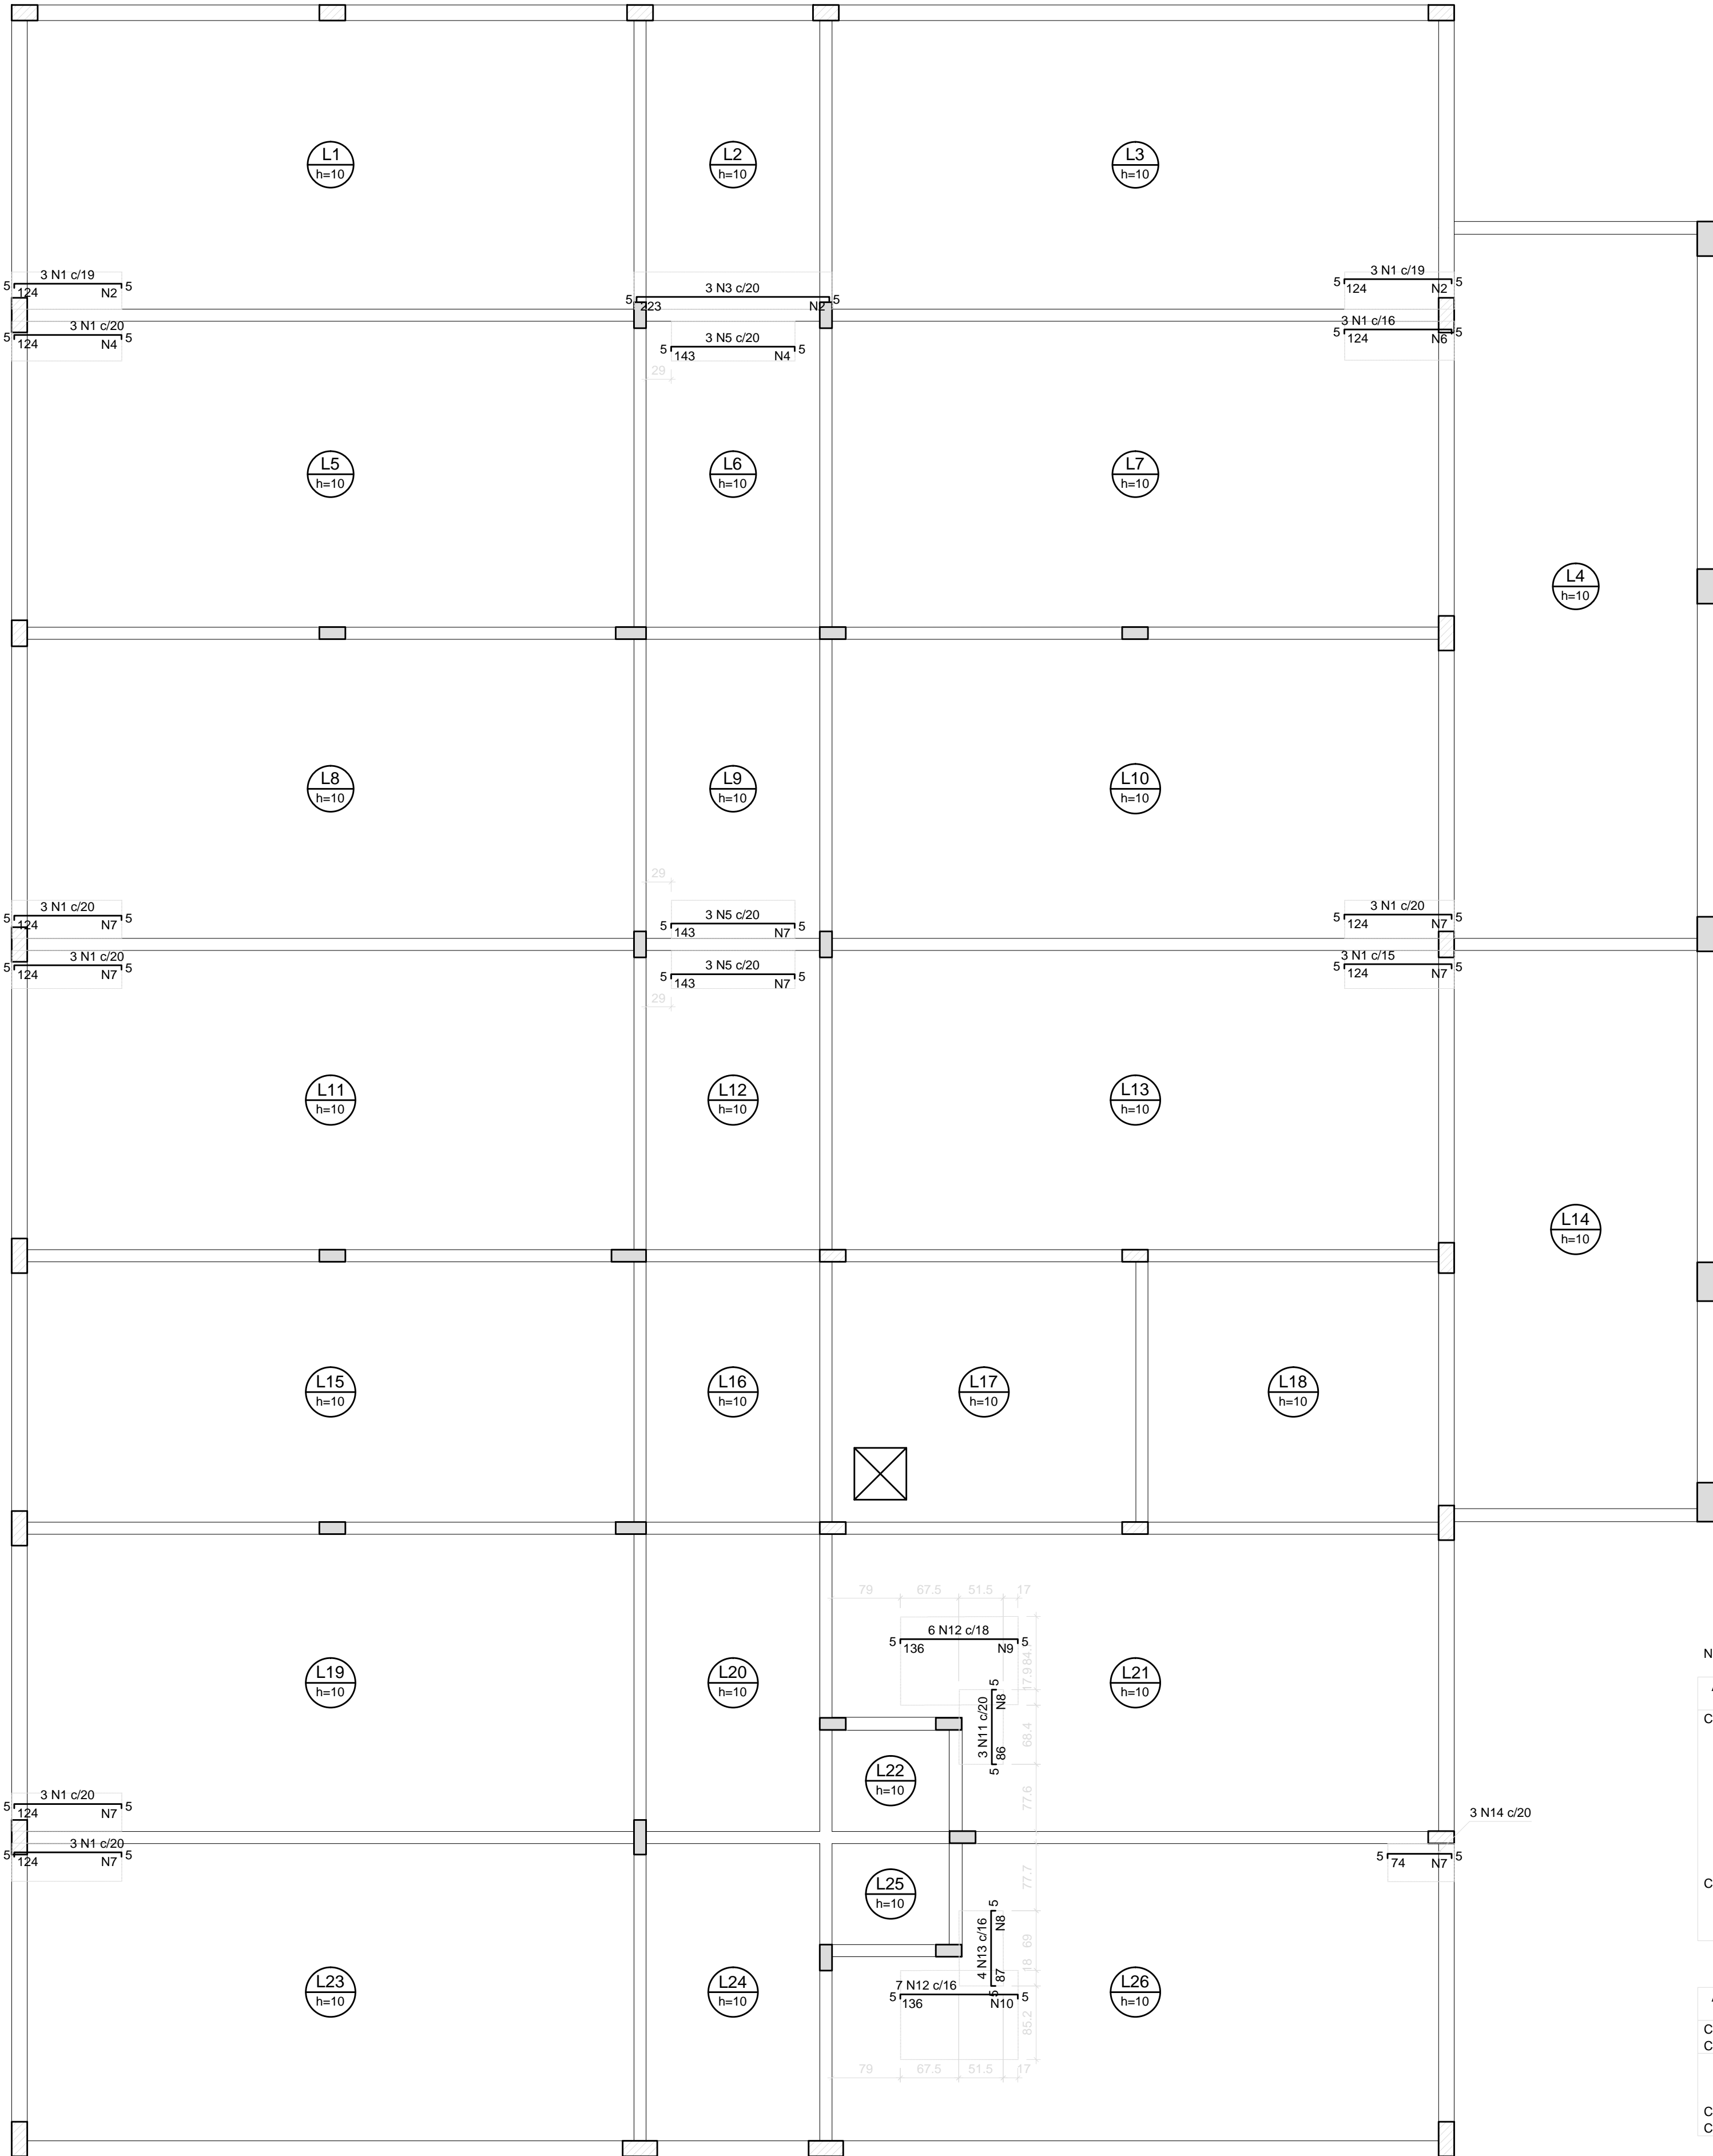 L1
h=10
L2
h=10
L3
h=10
3 N1 c/19
5 124 N2 5
3 N3 c/20
5 223 N2 5
3 N1 c/19
5 124 N2 5
3 N1 c/20
5 124 N4 5
3 N5 c/20
5 143 N4 5
29
3 N1 c/16
5 124 N6 5
L5
h=10
L6
h=10
L7
h=10
L4
h=10
L8
h=10
L9
h=10
L10
h=10
29
3 N1 c/20
5 124 N7 5
3 N5 c/20
5 143 N7 5
3 N1 c/20
5 124 N7 5
3 N1 c/20
5 124 N7 5
3 N5 c/20
5 143 N7 5
29
3 N1 c/15
5 124 N7 5
L11
h=10
L12
h=10
L13
h=10
L14
h=10
L15
h=10
L16
h=10
L17
h=10
L18
h=10
79 67.5 51.5 17
6 N12 c/18
5 136 N9 5
17.9
L19
h=10
L20
h=10
L21
h=10
3 N11 c/20
5 86 N8 5
68.4
L22
h=10
77.6
3 N1 c/20
5 124 N7 5
3 N14 c/20
5 74 N7 5
3 N1 c/20
5 124 N7 5
77.7
L25
h=10
4 N13 c/16
5 87 N8 5
69
18
L23
h=10
L24
h=10
L26
h=10
7 N12 c/16
5 136 N10 5
85.2
79 67.5 51.5 17
N
C
C
C
C
C
C